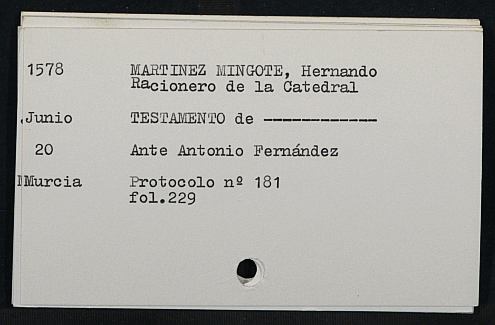 1578 MARTINEZ MINGOTE, Hernando
Racionero de la Catedral
Junio TESTAMENTO de ------------
20 Ante Antonio Fernández
Murcia Protocolo nº 181
fol.229